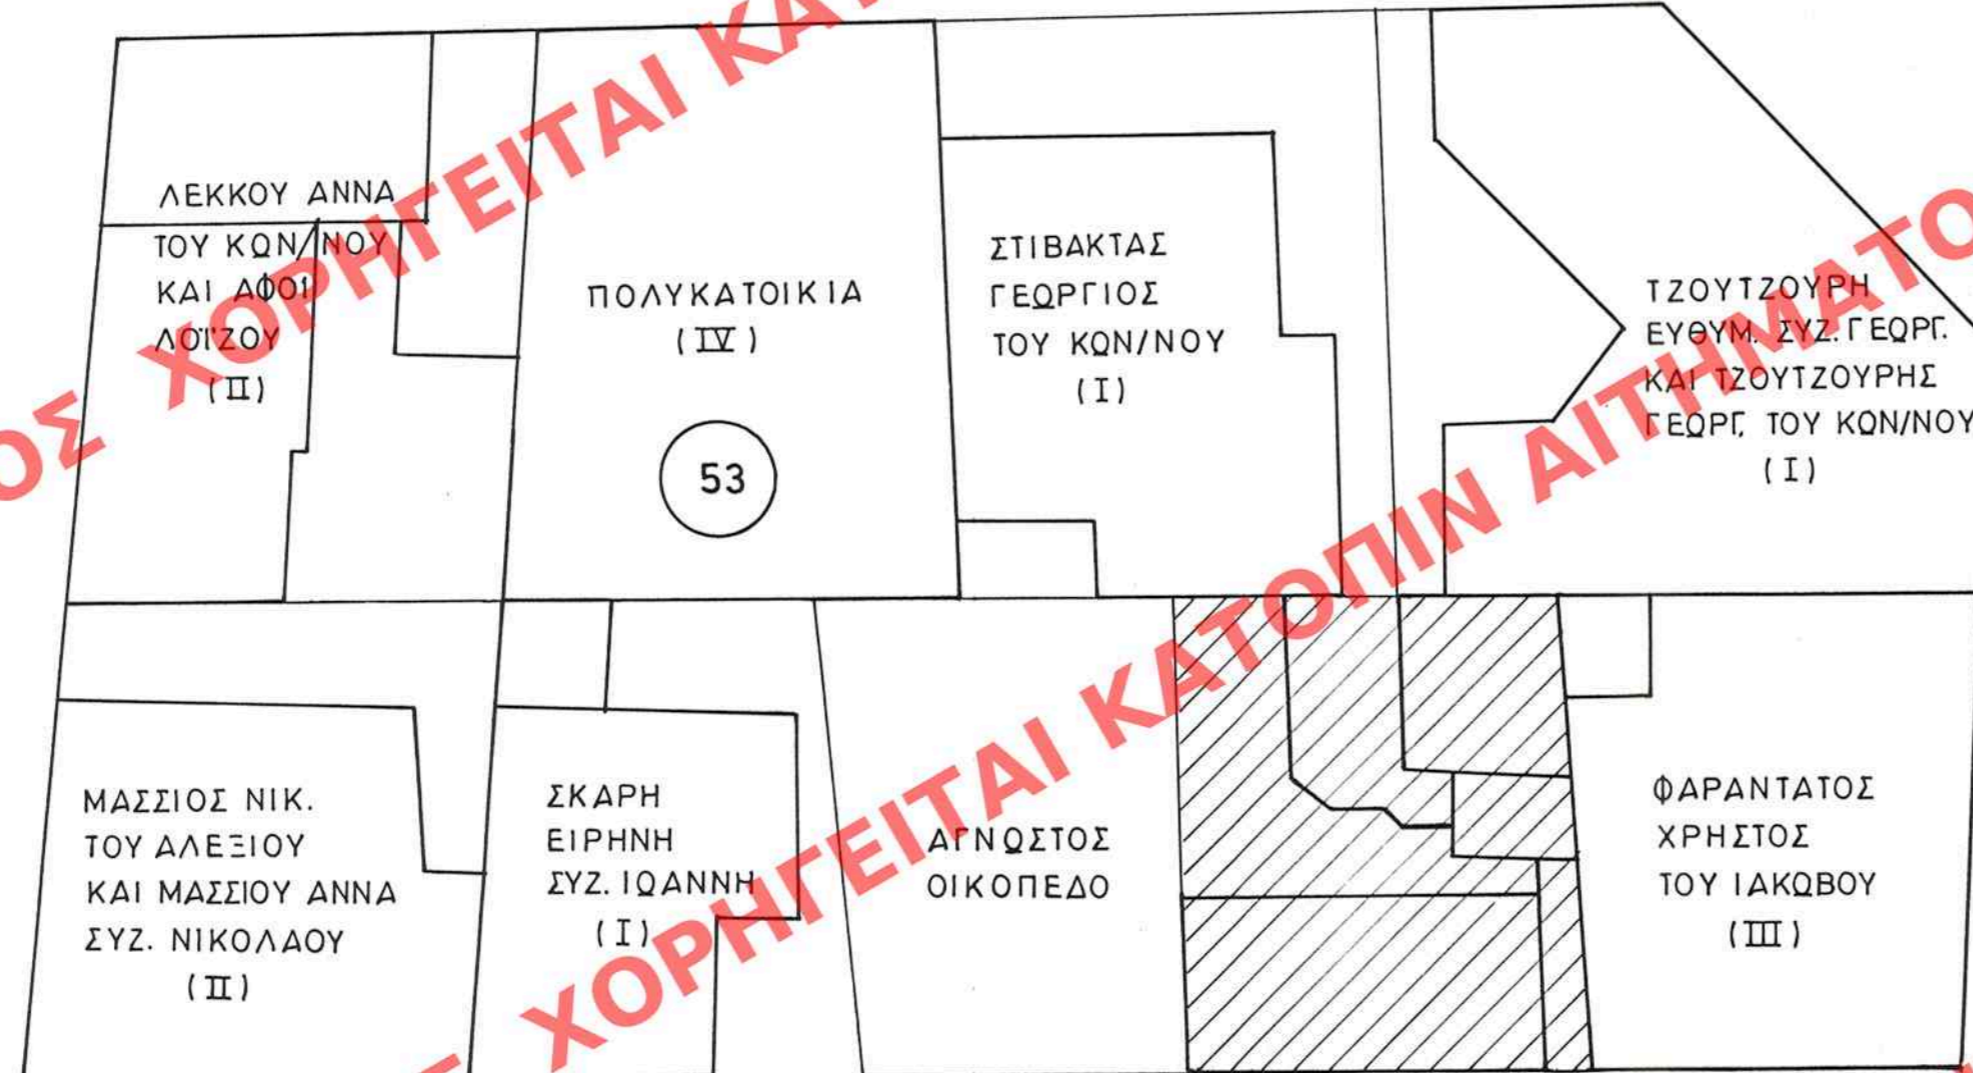 ΛΕΚΚΟΥ ΑΝΝΑ
ΤΟΥ ΚΩΝ/ΝΟΥ
ΚΑΙ ΑΦΟΙ
ΛΟΪΖΟΥ
(II)
ΠΟΛΥΚΑΤΟΙΚΙΑ
(IV)
53
ΣΤΙΒΑΚΤΑΣ
ΓΕΩΡΓΙΟΣ
ΤΟΥ ΚΩΝ/ΝΟΥ
(I)
ΤΖΟΥΤΖΟΥΡΗ
ΕΥΘΥΜ. ΣΥΖ. ΓΕΩΡΓ.
ΚΑΙ ΤΖΟΥΤΖΟΥΡΗΣ
ΓΕΩΡΓ. ΤΟΥ ΚΩΝ/ΝΟΥ
(I)
ΜΑΣΣΙΟΣ ΝΙΚ.
ΤΟΥ ΑΛΕΞΙΟΥ
ΚΑΙ ΜΑΣΣΙΟΥ ΑΝΝΑ
ΣΥΖ. ΝΙΚΟΛΑΟΥ
(II)
ΣΚΑΡΗ
ΕΙΡΗΝΗ
ΣΥΖ. ΙΩΑΝΝΗ
(I)
ΑΓΝΩΣΤΟΣ
ΟΙΚΟΠΕΔΟ
ΦΑΡΑΝΤΑΤΟΣ
ΧΡΗΣΤΟΣ
ΤΟΥ ΙΑΚΩΒΟΥ
(III)
ΟΣ ΧΟΡΗΓΕΙΤΑΙ ΚΑΤ
Σ ΧΟΡΗΓΕΙΤΑΙ ΚΑΤΟΠΙΝ ΑΙΤΗΜΑΤΟ